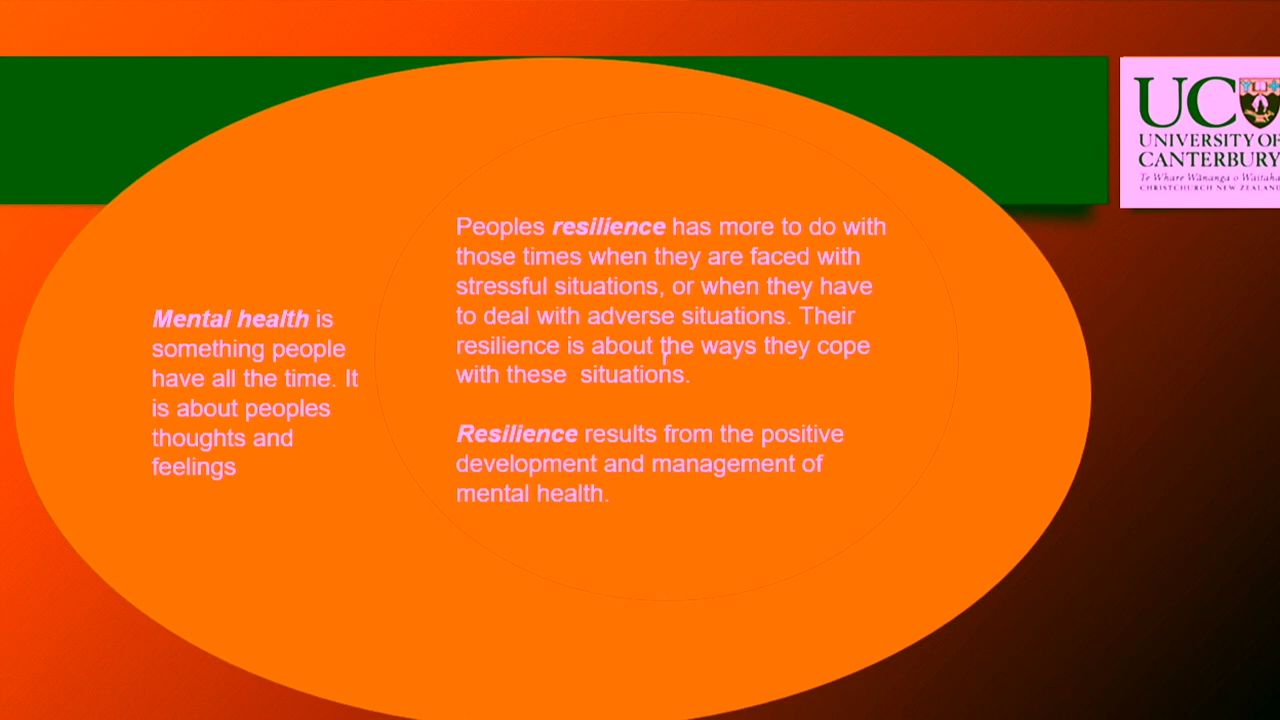 UC
UNIVERSITY OF
CANTERBURY
Te Whare Wānanga o Waitaha
CHRISTCHURCH NEW ZEALAND
Mental health is
something people
have all the time. It
is about peoples
thoughts and
feelings
Peoples resilience has more to do with
those times when they are faced with
stressful situations, or when they have
to deal with adverse situations. Their
resilience is about the ways they cope
with these situations.
Resilience results from the positive
development and management of
mental health.